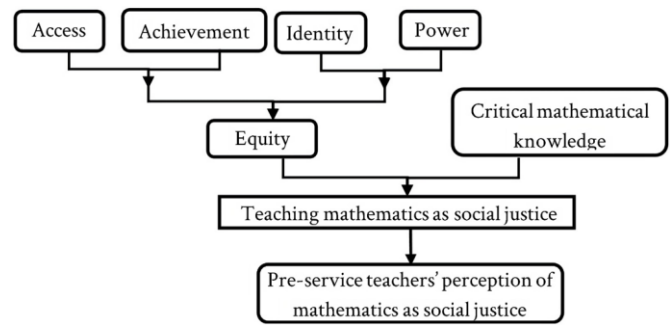 Access
Achievement
Identity
Power
Equity
Critical mathematical
knowledge
Teaching mathematics as social justice
Pre-service teachers’ perception of
mathematics as social justice